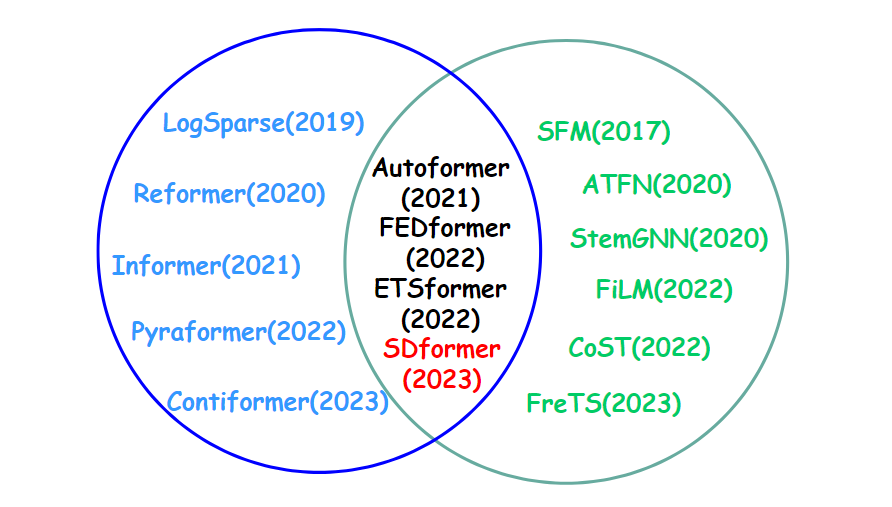 LogSparse(2019)
Reformer(2020)
Informer(2021)
Pyraformer(2022)
Contiformer(2023)
Autoformer
(2021)
FEDformer
(2022)
ETSformer
(2022)
SDformer
(2023)
SFM(2017)
ATFN(2020)
StemGNN(2020)
FiLM(2022)
CoST(2022)
FreTS(2023)